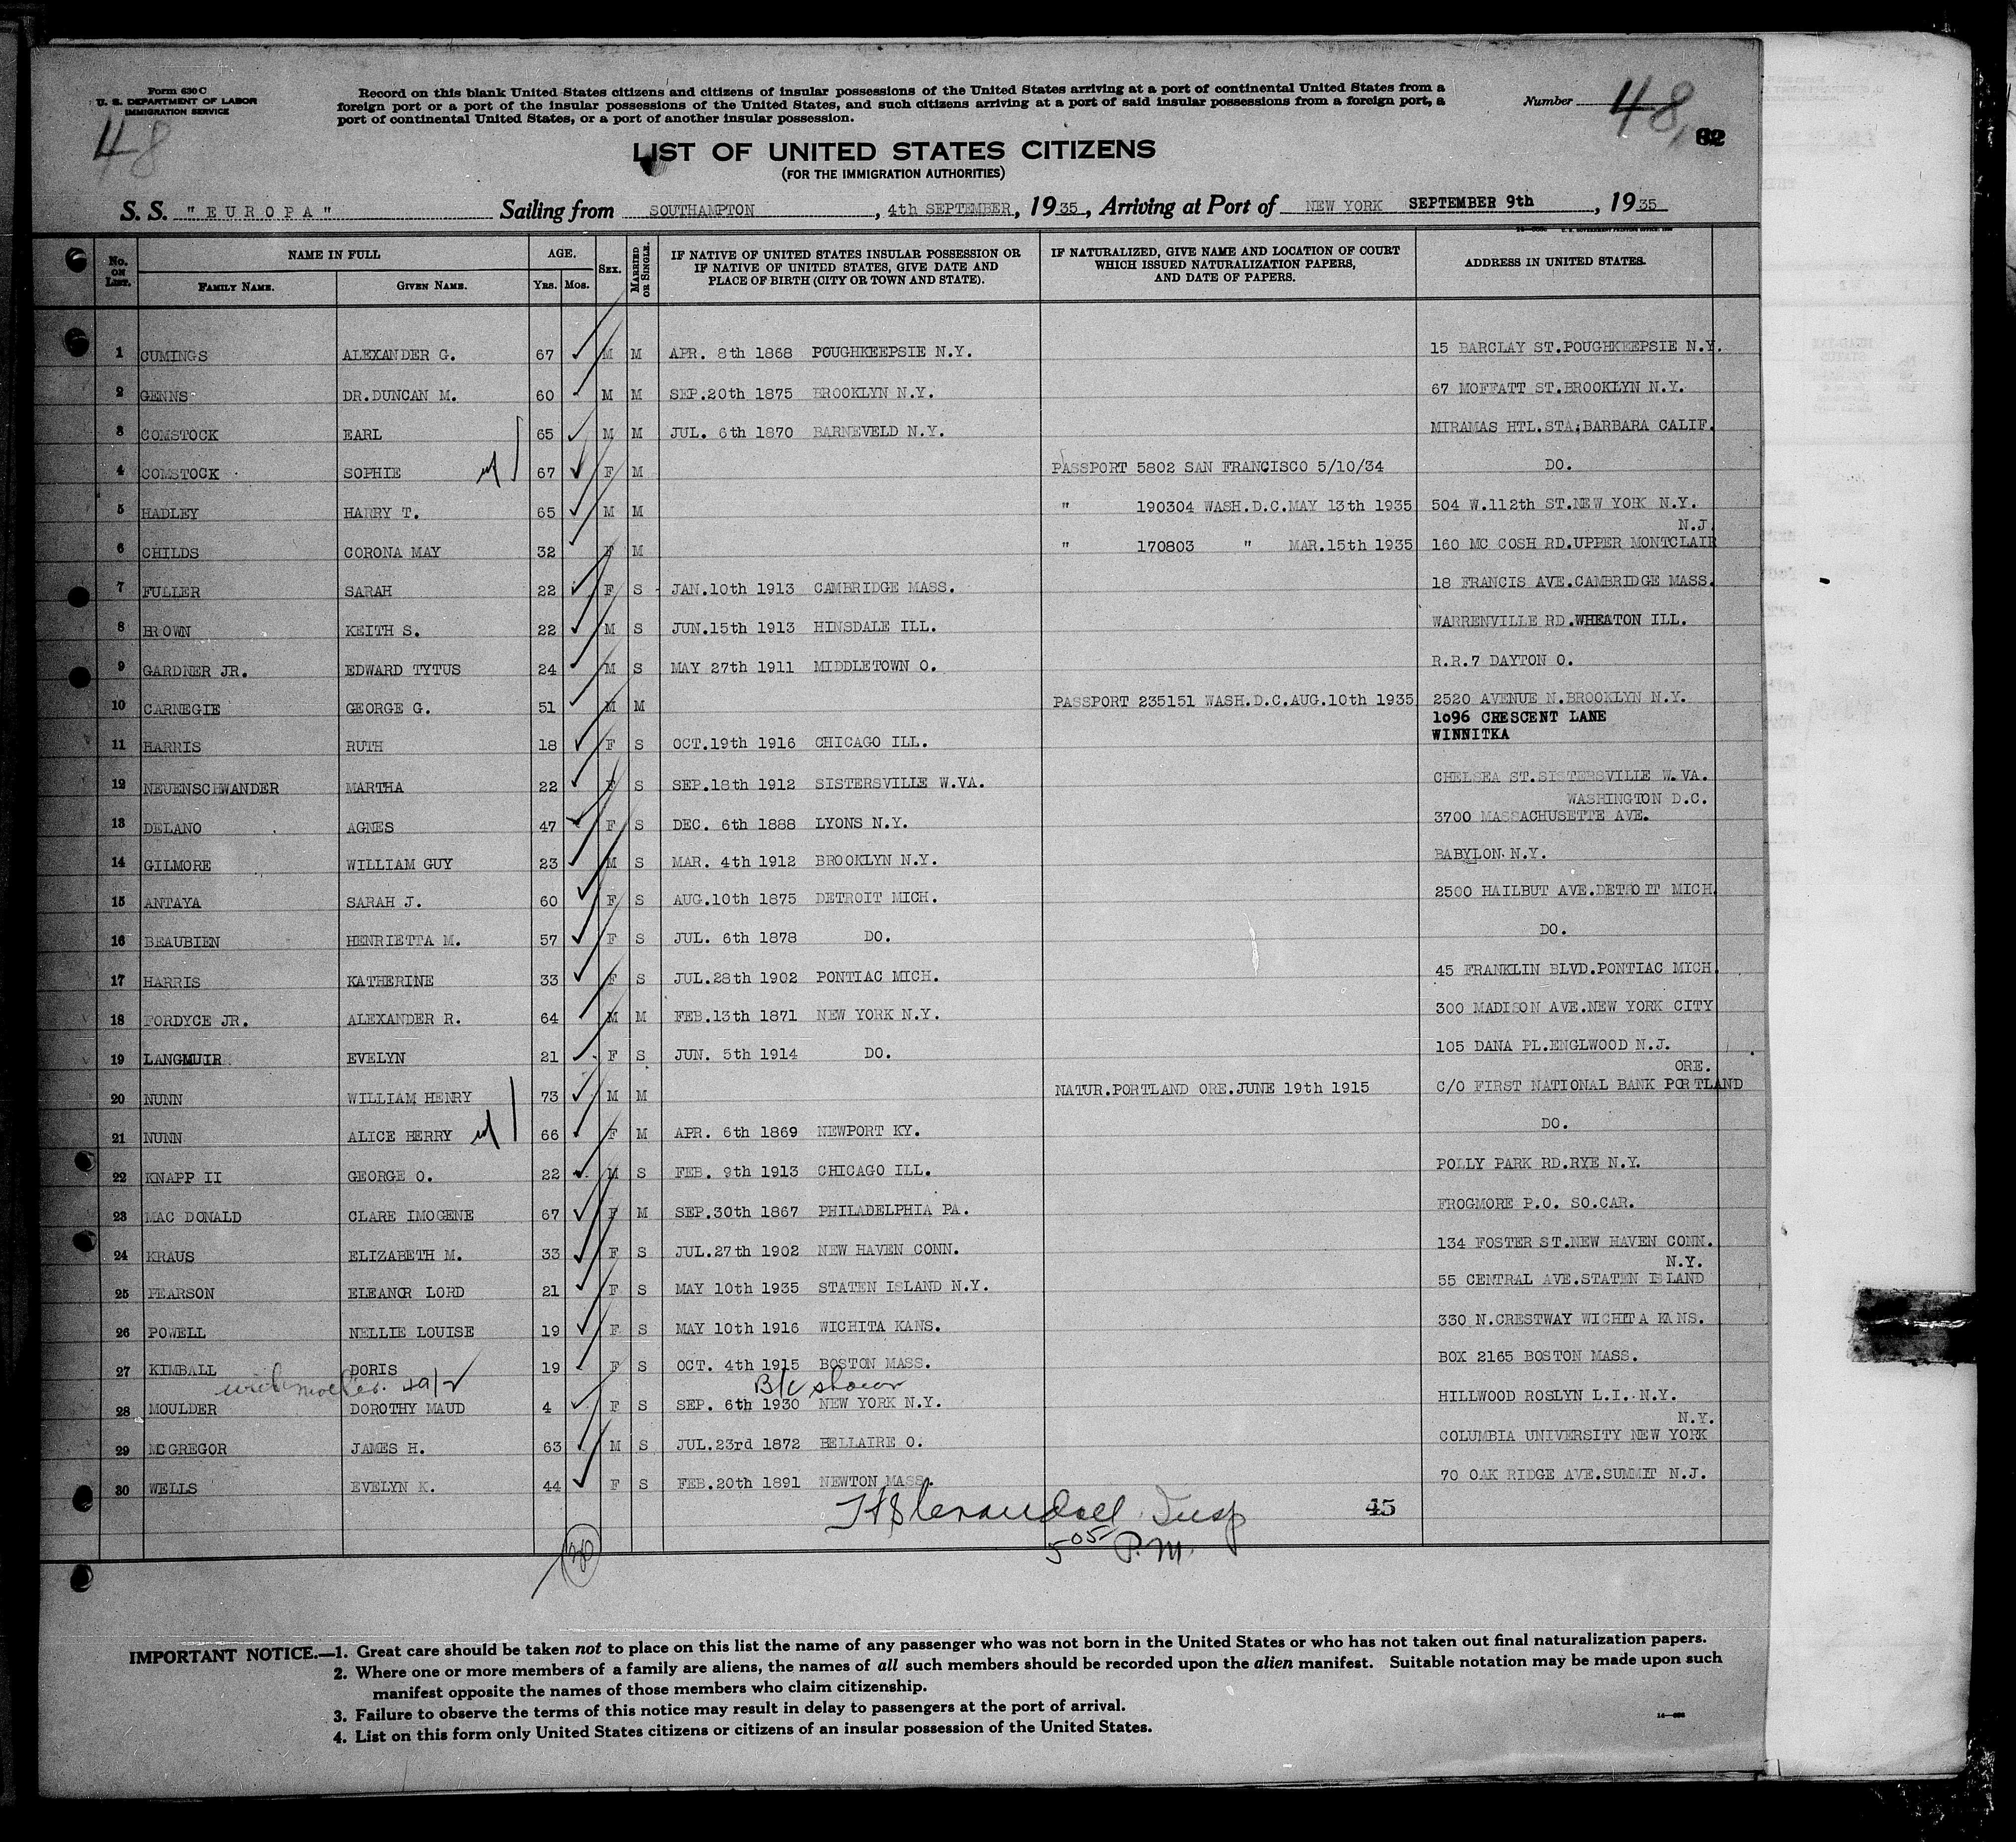 Form 630 C
U. S. DEPARTMENT OF LABOR
IMMIGRATION SERVICE
48
Record on this blank United States citizens and citizens of insular possessions of the United States arriving at a port of continental United States from a
foreign port or a port of the insular possessions of the United States, and such citizens arriving at a port of said insular possessions from a foreign port, a
port of continental United States, or a port of another insular possession.
Number 48
82
LIST OF UNITED STATES CITIZENS
(FOR THE IMMIGRATION AUTHORITIES)
S. S. "EUROPA" Sailing from SOUTHAMPTON, 4th SEPTEMBER, 1935, Arriving at Port of NEW YORK SEPTEMBER 9th, 1935
No. ON LIST. NAME IN FULL FAMILY NAME. GIVEN NAME. AGE. YRS. MOS. SEX. MARRIED OR SINGLE. IF NATIVE OF UNITED STATES INSULAR POSSESSION OR IF NATIVE OF UNITED STATES, GIVE DATE AND PLACE OF BIRTH (CITY OR TOWN AND STATE). IF NATURALIZED, GIVE NAME AND LOCATION OF COURT WHICH ISSUED NATURALIZATION PAPERS, AND DATE OF PAPERS. ADDRESS IN UNITED STATES.
1 CUMINGS ALEXANDER G. 67 M M APR. 8th 1868 POUGHKEEPSIE N.Y. 15 BARCLAY ST.POUGHKEEPSIE N.Y.
2 GENNS DR.DUNCAN M. 60 M M SEP.20th 1875 BROOKLYN N.Y. 67 MOFFATT ST.BROOKLYN N.Y.
3 COMSTOCK EARL 65 M M JUL. 6th 1870 BARNEVELD N.Y. MIRAMAS HTL.STA.BARBARA CALIF.
4 COMSTOCK SOPHIE 67 F M PASSPORT 5802 SAN FRANCISCO 5/10/34 DO.
5 HADLEY HARRY T. 65 M M " 190304 WASH.D.C.MAY 13th 1935 504 W.112th ST.NEW YORK N.Y.
N.J.
6 CHILDS CORONA MAY 32 F M " 170803 " MAR.15th 1935 160 MC COSH RD.UPPER MONTCLAIR
7 FULLER SARAH 22 F S JAN.10th 1913 CAMBRIDGE MASS. 18 FRANCIS AVE.CAMBRIDGE MASS.
8 BROWN KEITH S. 22 M S JUN.15th 1913 HINSDALE ILL. WARRENVILLE RD.WHEATON ILL.
9 GARDNER JR. EDWARD TYTUS 24 M S MAY 27th 1911 MIDDLETOWN O. R.R.7 DAYTON O.
10 CARNEGIE GEORGE G. 51 M M PASSPORT 235151 WASH.D.C.AUG.10th 1935 2520 AVENUE N.BROOKLYN N.Y.
1096 CRESCENT LANE
WINNITKA
11 HARRIS RUTH 18 F S OCT.19th 1916 CHICAGO ILL.
12 NEUENSCHWANDER MARTHA 22 F S SEP.18th 1912 SISTERSVILLE W.VA. CHELSEA ST.SISTERSVILLE W.VA.
WASHINGTON D.C.
13 DELANO AGNES 47 F S DEC. 6th 1888 LYONS N.Y. 3700 MASSACHUSETTE AVE.
14 GILMORE WILLIAM GUY 23 M S MAR. 4th 1912 BROOKLYN N.Y. BABYLON N.Y.
15 ANTAYA SARAH J. 60 F S AUG.10th 1875 DETROIT MICH. 2500 HAILBUT AVE.DETROIT MICH.
16 BEAUBIEN HENRIETTA M. 57 F S JUL. 6th 1878 DO. DO.
17 HARRIS KATHERINE 33 F S JUL.28th 1902 PONTIAC MICH. 45 FRANKLIN BLVD.PONTIAC MICH.
18 FORDYCE JR. ALEXANDER R. 64 M M FEB.13th 1871 NEW YORK N.Y. 300 MADISON AVE.NEW YORK CITY
19 LANGMUIR EVELYN 21 F S JUN. 5th 1914 DO. 105 DANA PL.ENGLWOOD N.J.
ORE.
20 NUNN WILLIAM HENRY 73 M M NATUR.PORTLAND ORE.JUNE 19th 1915 C/O FIRST NATIONAL BANK PORTLAND
21 NUNN ALICE BERRY 66 F M APR. 6th 1869 NEWPORT KY. DO.
22 KNAPP II GEORGE O. 22 M S FEB. 9th 1913 CHICAGO ILL. POLLY PARK RD.RYE N.Y.
23 MAC DONALD CLARE IMOGENE 67 F M SEP.30th 1867 PHILADELPHIA PA. FROGMORE P.O. SO.CAR.
24 KRAUS ELIZABETH M. 33 F S JUL.27th 1902 NEW HAVEN CONN. 134 FOSTER ST.NEW HAVEN CONN.
N.Y.
25 PEARSON ELEANOR LORD 21 F S MAY 10th 1935 STATEN ISLAND N.Y. 55 CENTRAL AVE.STATEN ISLAND
26 POWELL NELLIE LOUISE 19 F S MAY 10th 1916 WICHITA KANS. 330 N.CRESTWAY WICHITA KANS.
27 KIMBALL DORIS 19 F S OCT. 4th 1915 BOSTON MASS. BOX 2165 BOSTON MASS.
with mother B/C shown
28 MOULDER DOROTHY MAUD 4 F S SEP. 6th 1930 NEW YORK N.Y. HILLWOOD ROSLYN L.I. N.Y.
N.Y.
29 MCGREGOR JAMES H. 63 M S JUL.23rd 1872 BELLAIRE O. COLUMBIA UNIVERSITY NEW YORK
30 WELLS EVELYN K. 44 F S FEB.20th 1891 NEWTON MASS. 70 OAK RIDGE AVE.SUMMIT N.J.
Insp 45
30 5 05 P.M.
IMPORTANT NOTICE.—1. Great care should be taken not to place on this list the name of any passenger who was not born in the United States or who has not taken out final naturalization papers.
2. Where one or more members of a family are aliens, the names of all such members should be recorded upon the alien manifest. Suitable notation may be made upon such
manifest opposite the names of those members who claim citizenship.
3. Failure to observe the terms of this notice may result in delay to passengers at the port of arrival.
4. List on this form only United States citizens or citizens of an insular possession of the United States.